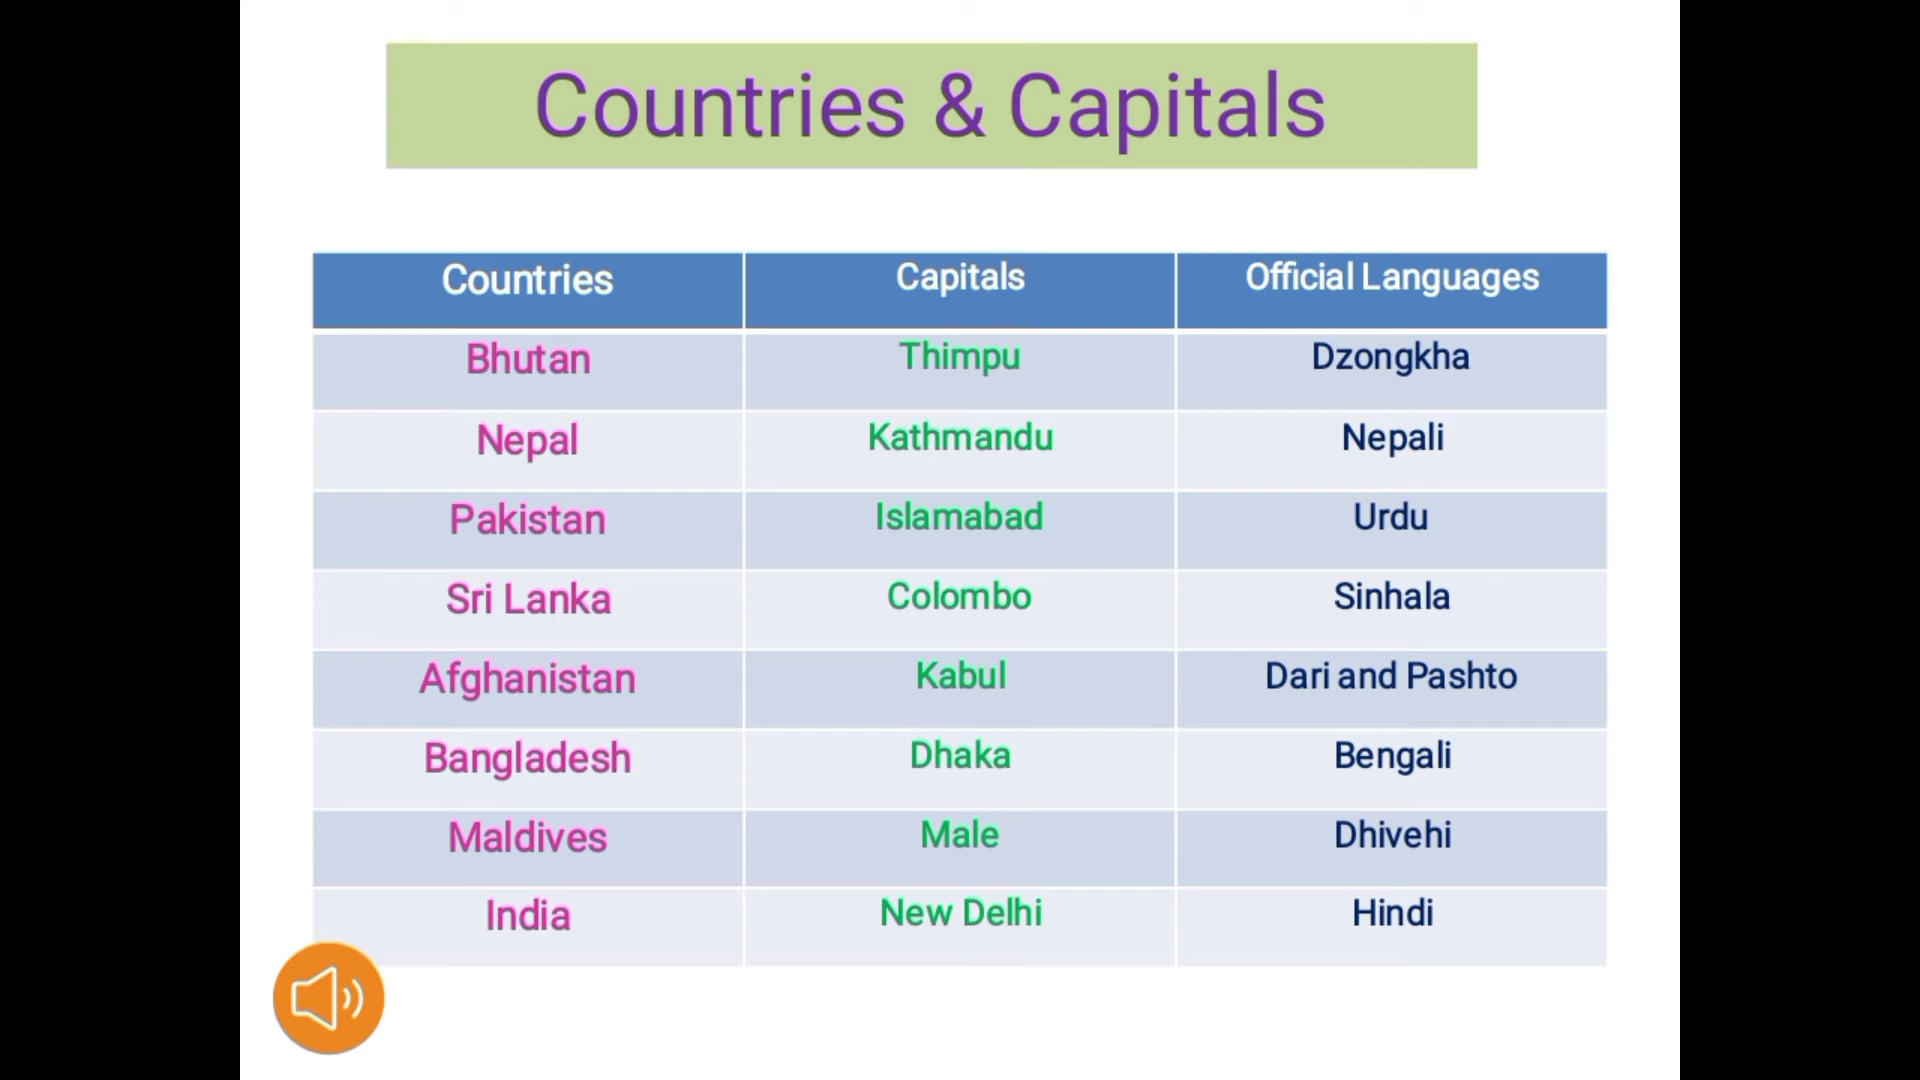 Countries & Capitals
Countries Capitals Official Languages
Bhutan Thimpu Dzongkha
Nepal Kathmandu Nepali
Pakistan Islamabad Urdu
Sri Lanka Colombo Sinhala
Afghanistan Kabul Dari and Pashto
Bangladesh Dhaka Bengali
Maldives Male Dhivehi
India New Delhi Hindi